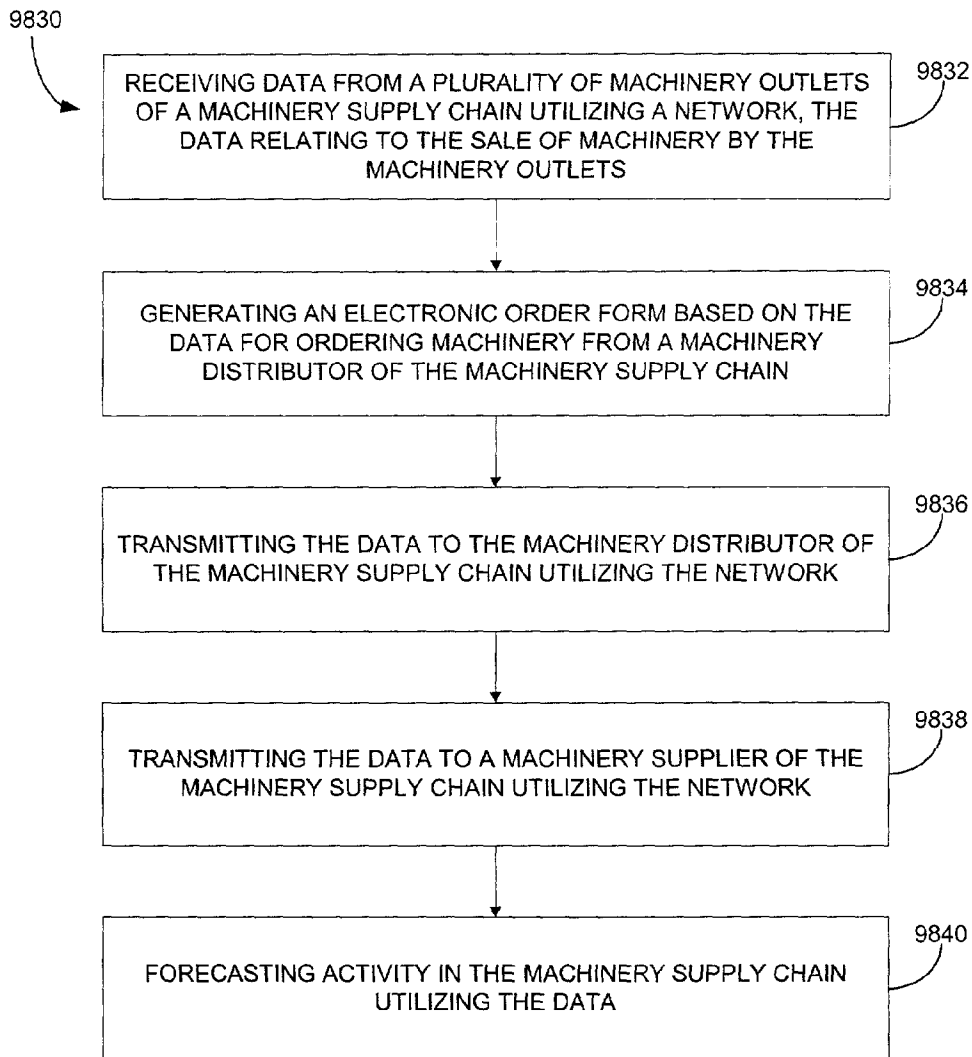 9830
RECEIVING DATA FROM A PLURALITY OF MACHINERY OUTLETS
OF A MACHINERY SUPPLY CHAIN UTILIZING A NETWORK, THE
DATA RELATING TO THE SALE OF MACHINERY BY THE
MACHINERY OUTLETS
9832
GENERATING AN ELECTRONIC ORDER FORM BASED ON THE
DATA FOR ORDERING MACHINERY FROM A MACHINERY
DISTRIBUTOR OF THE MACHINERY SUPPLY CHAIN
9834
TRANSMITTING THE DATA TO THE MACHINERY DISTRIBUTOR OF
THE MACHINERY SUPPLY CHAIN UTILIZING THE NETWORK
9836
TRANSMITTING THE DATA TO A MACHINERY SUPPLIER OF THE
MACHINERY SUPPLY CHAIN UTILIZING THE NETWORK
9838
FORECASTING ACTIVITY IN THE MACHINERY SUPPLY CHAIN
UTILIZING THE DATA
9840